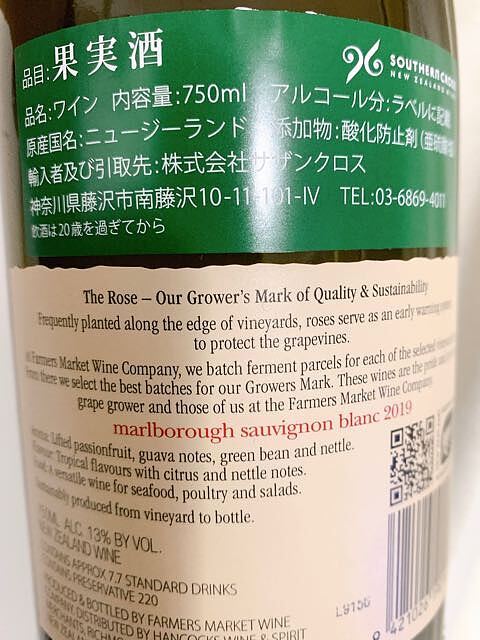 品目:果実酒
SOUTHERN CROSS
NEW ZEALAND
品名:ワイン 内容量:750ml アルコール分:ラベルに記載
原産国名:ニュージーランド 添加物:酸化防止剤(亜硫酸塩
輸入者及び引取先:株式会社サザンクロス
神奈川県藤沢市南藤沢10-11-101-Ⅳ TEL:03-6869-4011
飲酒は20歳を過ぎてから
The Rose – Our Grower's Mark of Quality & Sustainability
Frequently planted along the edge of vineyards, roses serve as an early warning
to protect the grapevines.
At Farmers Market Wine Company, we batch ferment parcels for each of the selected
From there we select the best batches for our Growers Mark. These wines are the pride
grape grower and those of us at the Farmers Market Wine Company.
marlborough sauvignon blanc 2019
Lifted passionfruit, guava notes, green bean and nettle.
Flavour: Tropical flavours with citrus and nettle notes.
A versatile wine for seafood, poultry and salads.
Sustainably produced from vineyard to bottle.
750ML ALC. 13% BY VOL.
NEW ZEALAND WINE
CONTAINS APPROX 7.7 STANDARD DRINKS
CONTAINS PRESERVATIVE 220
PRODUCED & BOTTLED BY FARMERS MARKET WINE
COMPANY. DISTRIBUTED BY HANCOCKS WINE & SPIRIT
L9156
9 421026